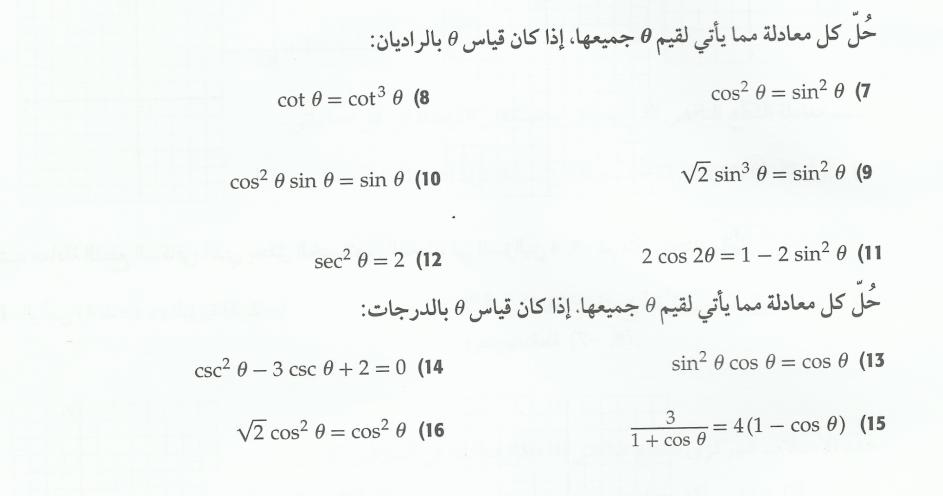 حُلّ كل معادلة مما يأتي لقيم θ جميعها، إذا كان قياس θ بالراديان:
(7 cos² θ = sin² θ
(8 cot θ = cot³ θ
(9 √2 sin³ θ = sin² θ
(10 cos² θ sin θ = sin θ
(11 2 cos 2θ = 1 − 2 sin² θ
(12 sec² θ = 2
حُلّ كل معادلة مما يأتي لقيم θ جميعها، إذا كان قياس θ بالدرجات:
(13 sin² θ cos θ = cos θ
(14 csc² θ − 3 csc θ + 2 = 0
(15 3/(1 + cos θ) = 4(1 − cos θ)
(16 √2 cos² θ = cos² θ